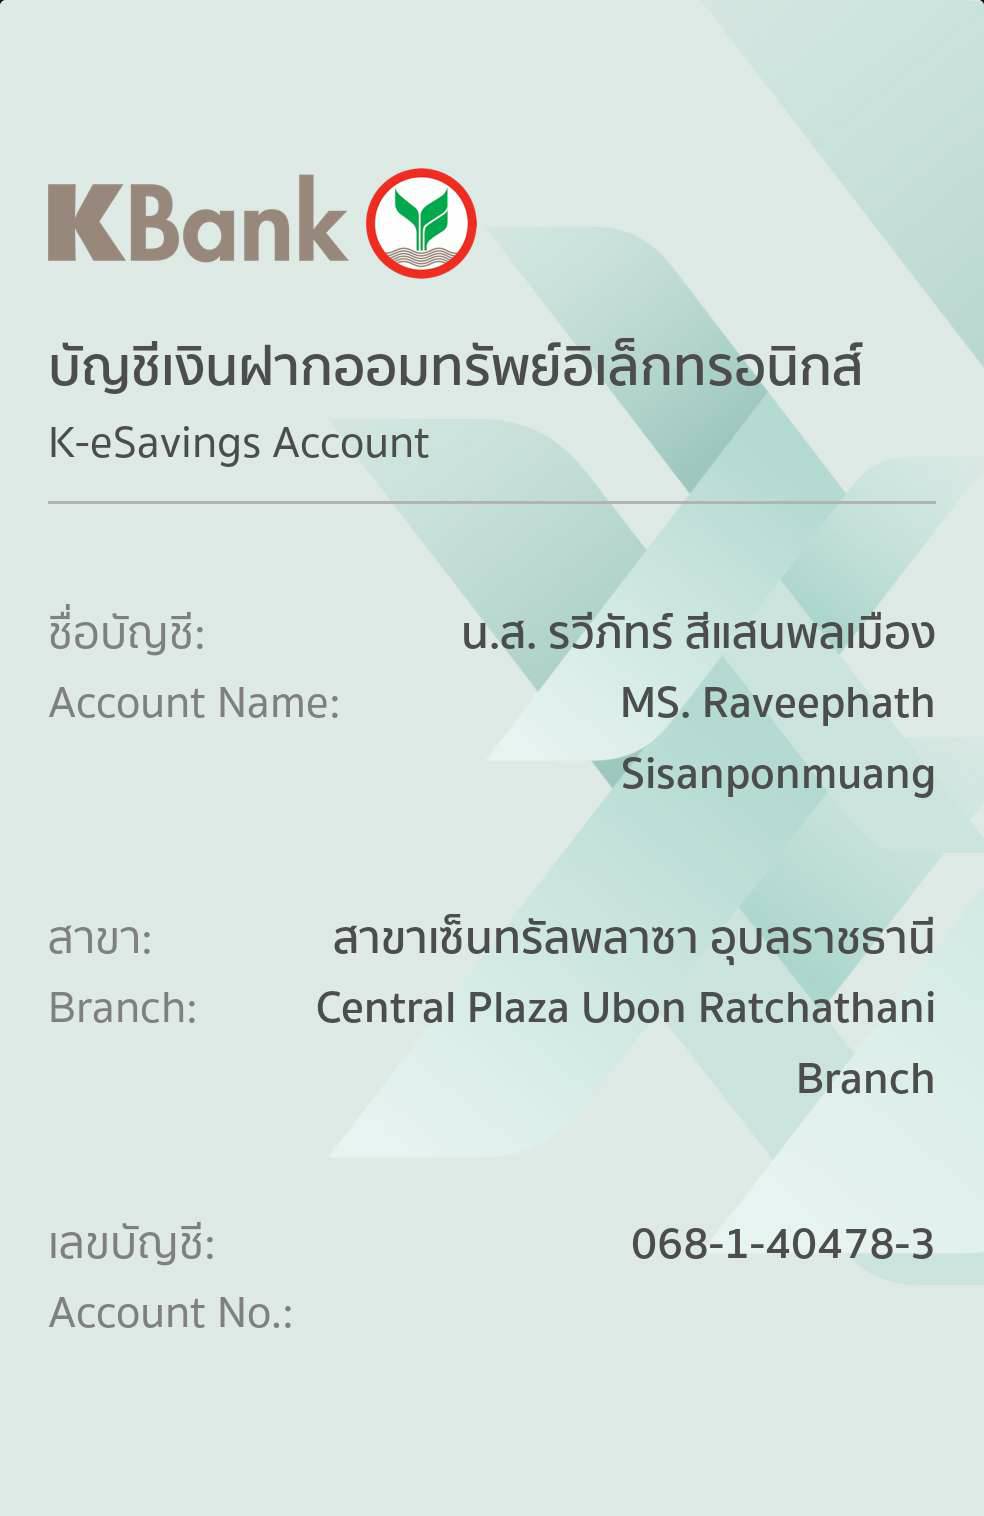 KBank
บัญชีเงินฝากออมทรัพย์อิเล็กทรอนิกส์
K-eSavings Account
ชื่อบัญชี: น.ส. รวีภัทร์ สีแสนพลเมือง
Account Name: MS. Raveephath
Sisanponmuang
สาขา: สาขาเซ็นทรัลพลาซา อุบลราชธานี
Branch: Central Plaza Ubon Ratchathani
Branch
เลขบัญชี: 068-1-40478-3
Account No.: